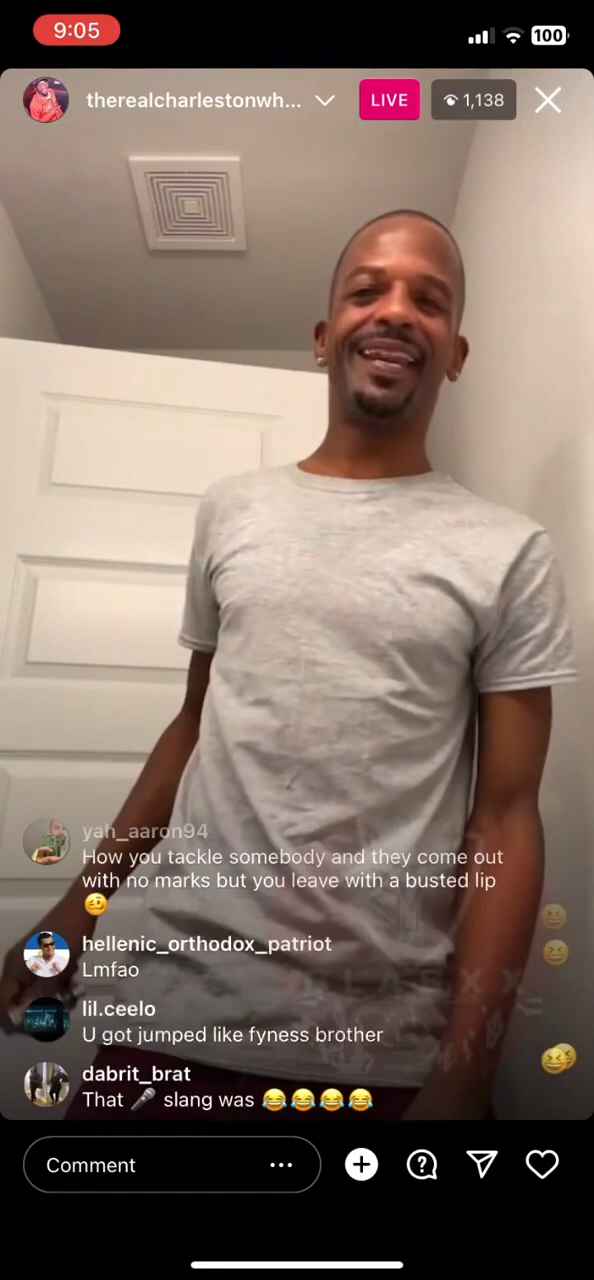 9:05
100
therealcharlestonwh...
LIVE
1,138
yah_aaron94
How you tackle somebody and they come out
with no marks but you leave with a busted lip
🥴
hellenic_orthodox_patriot
Lmfao
lil.ceelo
U got jumped like fyness brother
dabrit_brat
That 🎤 slang was 😂😂😂😂
Comment